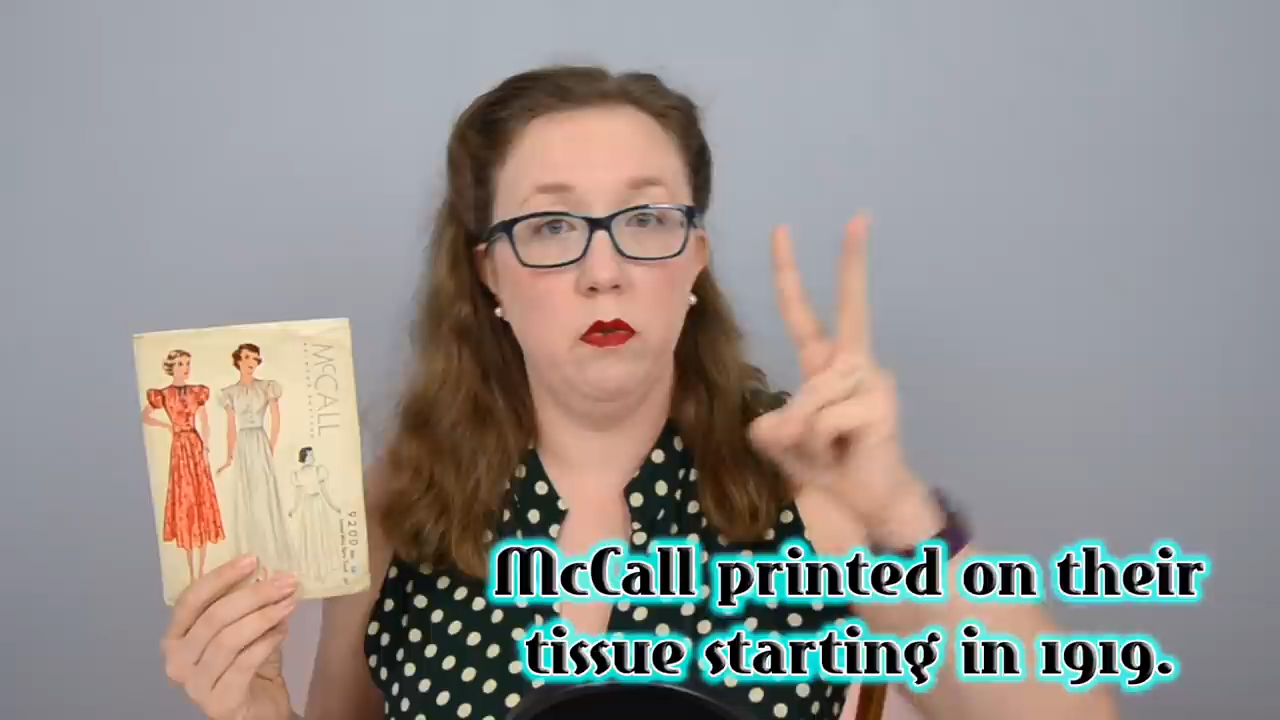 McCALL
9200
McCall printed on their
tissue starting in 1919.